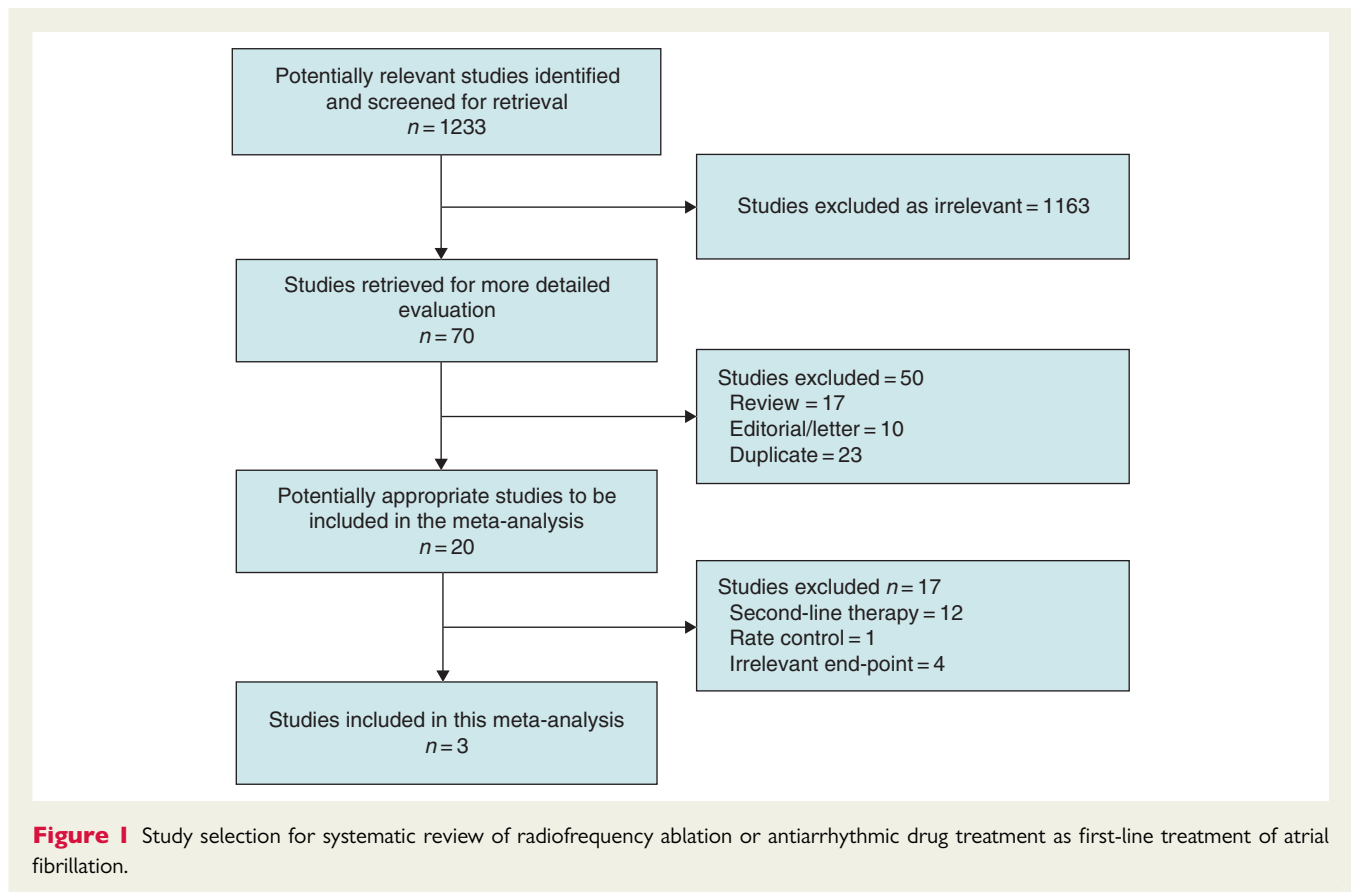 Potentially relevant studies identified
and screened for retrieval
n = 1233
Studies excluded as irrelevant = 1163
Studies retrieved for more detailed
evaluation
n = 70
Studies excluded = 50
Review = 17
Editorial/letter = 10
Duplicate = 23
Potentially appropriate studies to be
included in the meta-analysis
n = 20
Studies excluded n = 17
Second-line therapy = 12
Rate control = 1
Irrelevant end-point = 4
Studies included in this meta-analysis
n = 3
Figure 1 Study selection for systematic review of radiofrequency ablation or antiarrhythmic drug treatment as first-line treatment of atrial
fibrillation.